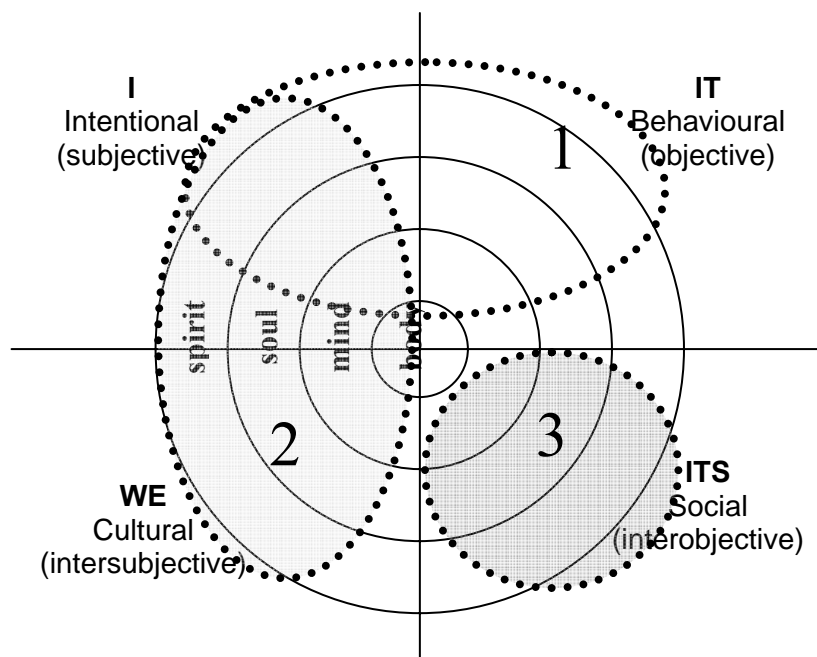 I
Intentional
(subjective)
IT
Behavioural
(objective)
1
spirit
soul
mind
body
2
3
WE
Cultural
(intersubjective)
ITS
Social
(interobjective)